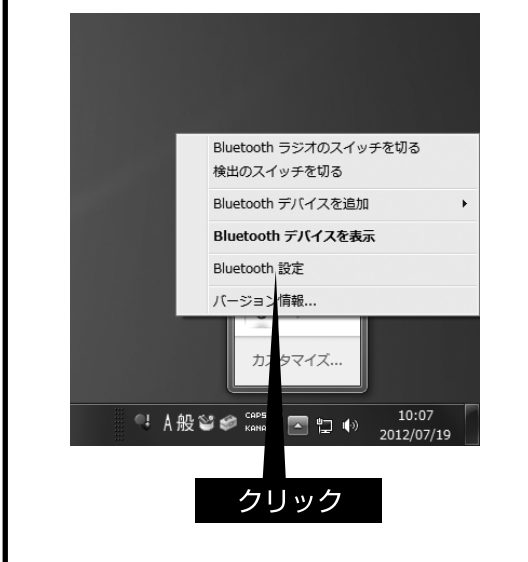 Bluetooth ラジオのスイッチを切る
検出のスイッチを切る
Bluetooth デバイスを追加
Bluetooth デバイスを表示
Bluetooth 設定
バージョン情報...
カスタマイズ...
A 般 CAPS
KANA
10:07
2012/07/19
クリック